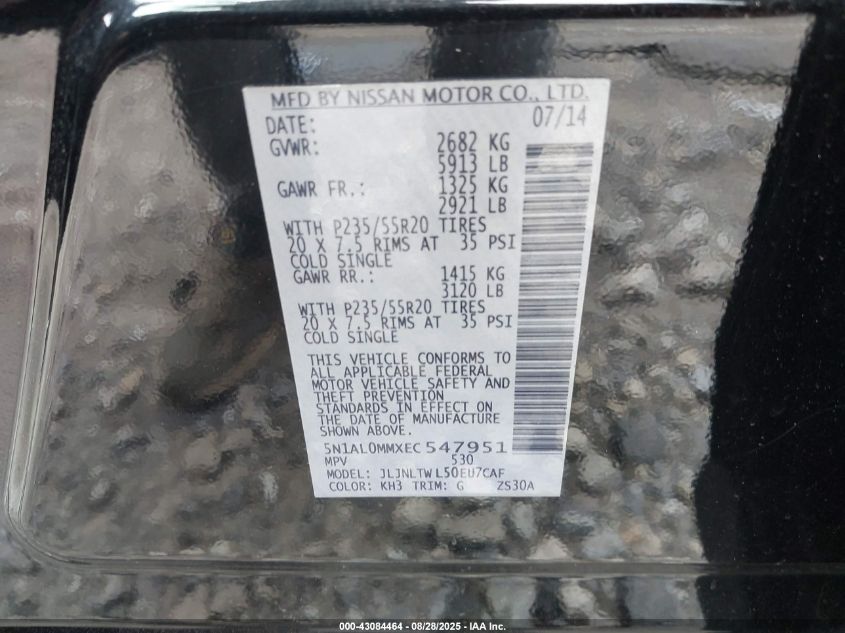 MFD BY NISSAN MOTOR CO., LTD.
DATE: 07/14
GVWR: 2682 KG
5913 LB
GAWR FR.: 1325 KG
2921 LB
WITH P235/55R20 TIRES
20 X 7.5 RIMS AT 35 PSI
COLD SINGLE
GAWR RR.: 1415 KG
3120 LB
WITH P235/55R20 TIRES
20 X 7.5 RIMS AT 35 PSI
COLD SINGLE
THIS VEHICLE CONFORMS TO
ALL APPLICABLE FEDERAL
MOTOR VEHICLE SAFETY AND
THEFT PREVENTION
STANDARDS IN EFFECT ON
THE DATE OF MANUFACTURE
SHOWN ABOVE.
5N1AL0MMXEC547951
MPV 530
MODEL: JLJNLTWL50EU7CAF
COLOR: KH3 TRIM: G ZS30A
000-43084464 - 08/28/2025 - IAA Inc.